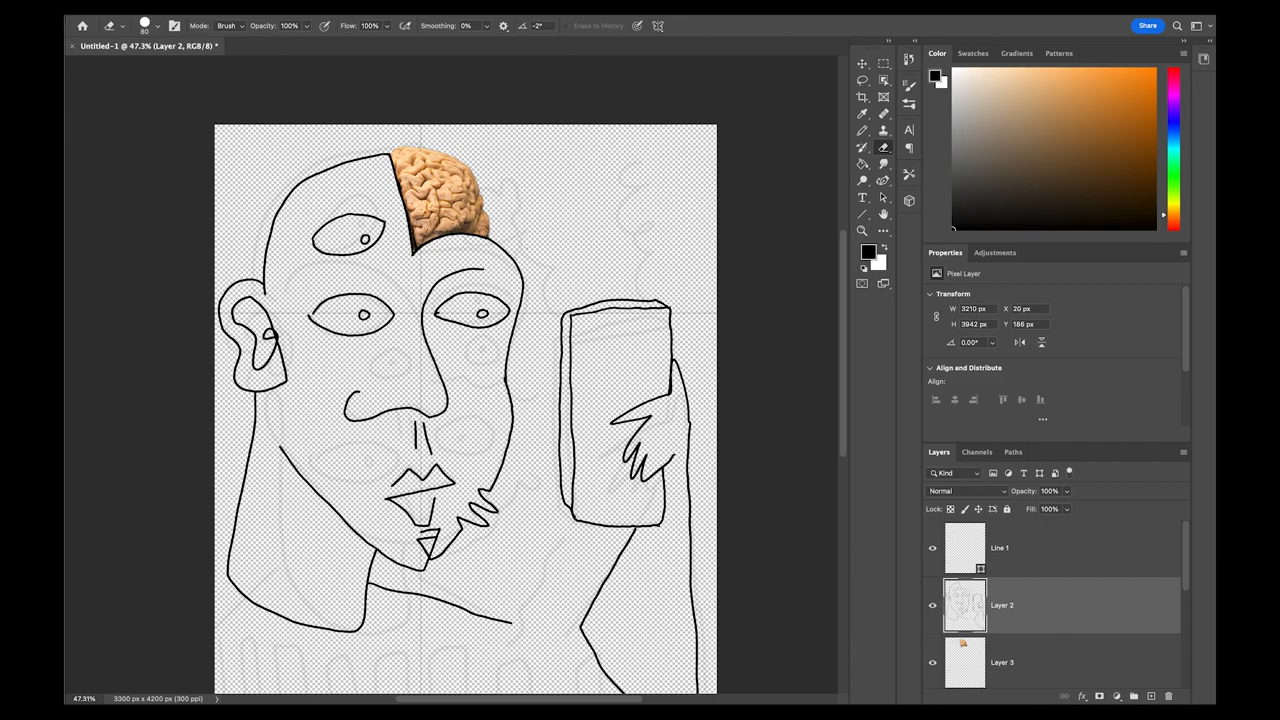 80 Mode: Brush Opacity: 100% Flow: 100% Smoothing: 0% -2° Erase to History Share
Untitled-1 @ 47.3% (Layer 2, RGB/8) *
Color Swatches Gradients Patterns
Properties Adjustments
Pixel Layer
Transform
W 3210 px X 20 px
H 3942 px Y 186 px
0.00°
Align and Distribute
Align:
Layers Channels Paths
Kind
Normal Opacity: 100%
Lock: Fill: 100%
Line 1
Layer 2
Layer 3
47.31% 3300 px x 4200 px (300 ppi)